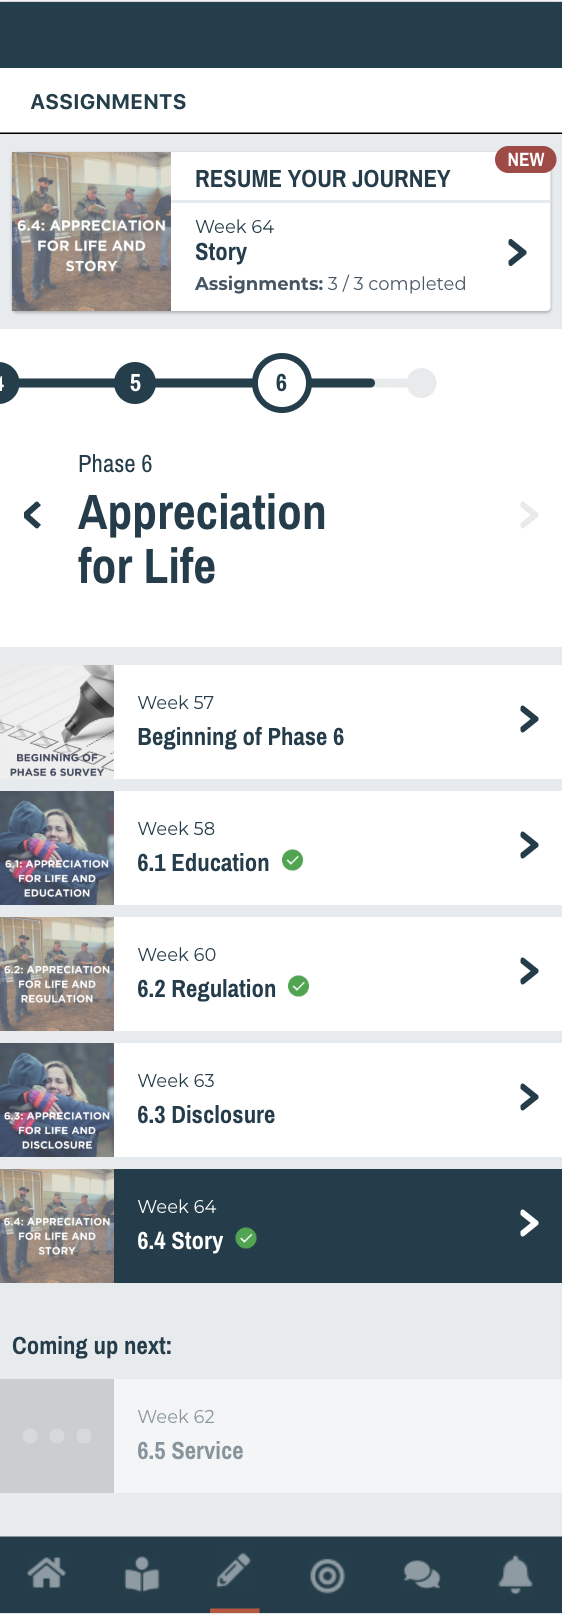 ASSIGNMENTS
NEW
6.4: APPRECIATION
FOR LIFE AND
STORY
RESUME YOUR JOURNEY
Week 64
Story
Assignments: 3 / 3 completed
4
5
6
Phase 6
Appreciation
for Life
BEGINNING OF
PHASE 6 SURVEY
Week 57
Beginning of Phase 6
6.1: APPRECIATION
FOR LIFE AND
EDUCATION
Week 58
6.1 Education
6.2: APPRECIATION
FOR LIFE AND
REGULATION
Week 60
6.2 Regulation
6.3: APPRECIATION
FOR LIFE AND
DISCLOSURE
Week 63
6.3 Disclosure
6.4: APPRECIATION
FOR LIFE AND
STORY
Week 64
6.4 Story
Coming up next:
Week 62
6.5 Service